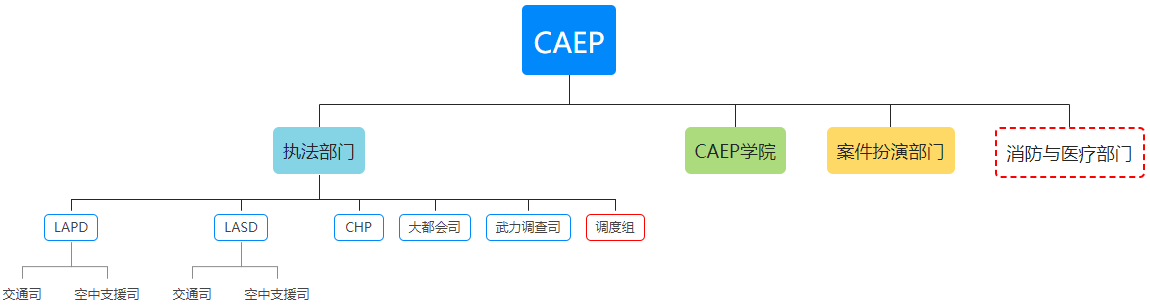 CAEP
执法部门
CAEP学院
案件扮演部门
消防与医疗部门
LAPD
LASD
CHP
大都会司
武力调查司
调度组
交通司
空中支援司
交通司
空中支援司